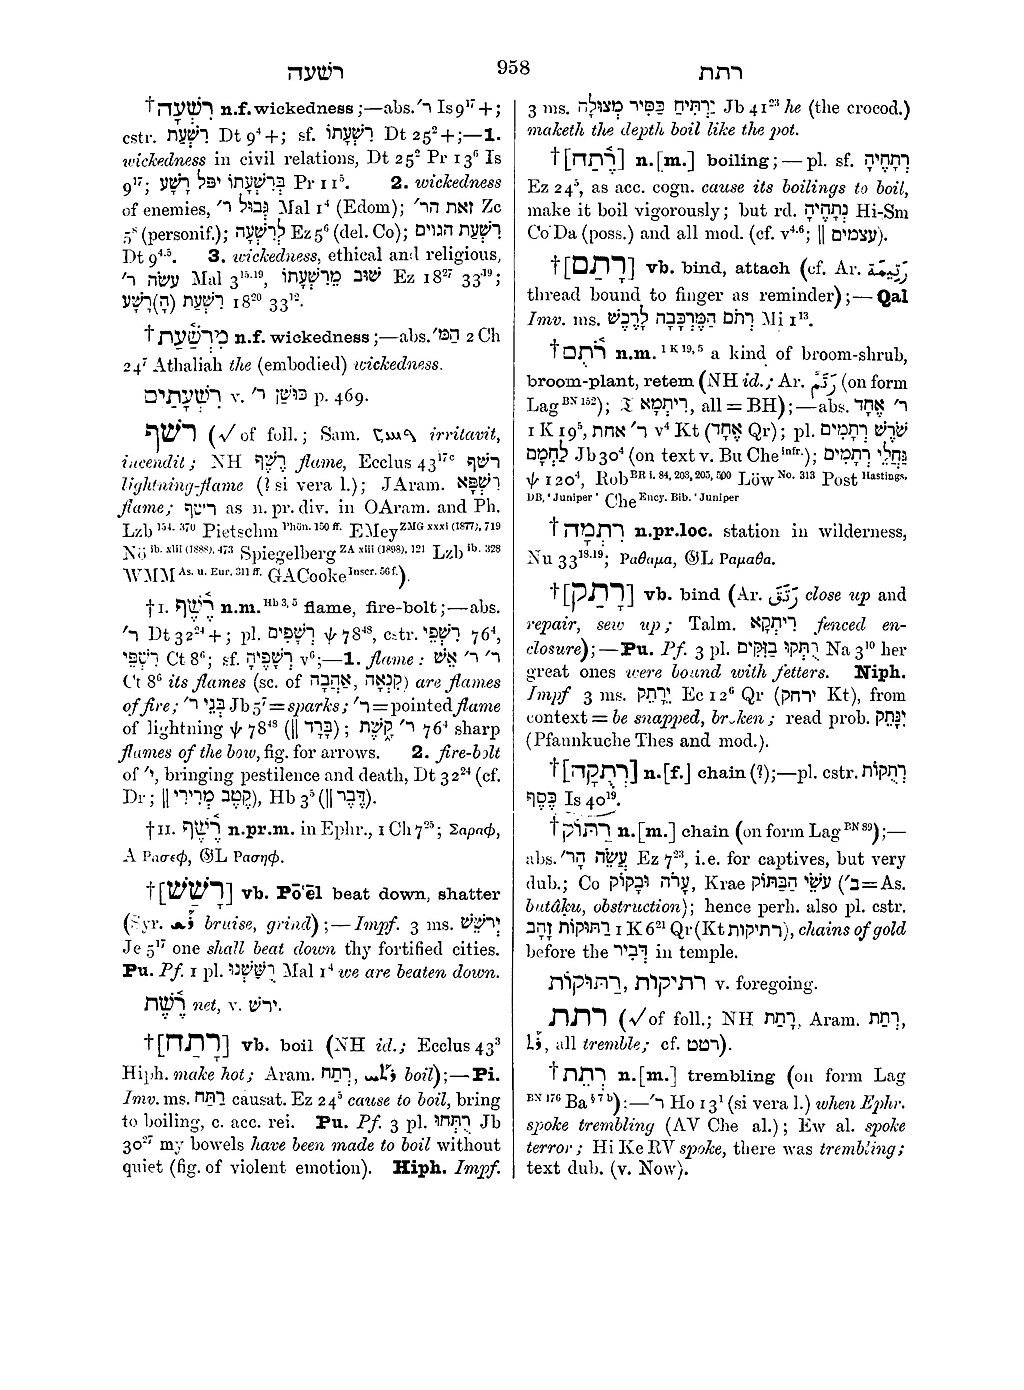 רשׁעה
958
רתת
†רִשְׁעָה n.f. wickedness;—abs. ר׳ Is 9¹⁷+;
cstr. רִשְׁעַת Dt 9⁴+; sf. רִשְׁעָתוֹ Dt 25²+;—1.
wickedness in civil relations, Dt 25² Pr 13⁶ Is
9¹⁷; בְּרִשְׁעָתוֹ יִפֹּל רָשָׁע Pr 11⁵. 2. wickedness
of enemies, גְּבוּל ר׳ Mal 1⁴ (Edom); זֹאת הר׳ Zc
5⁸ (personif.); לְרִשְׁעָה Ez 5⁶ (del. Co); רִשְׁעַת הגוים
Dt 9⁴·⁵. 3. wickedness, ethical and religious,
עֹשֵׂה ר׳ Mal 3¹⁵·¹⁹, שׁוּב מֵרִשְׁעָתוֹ Ez 18²⁷ 33¹⁹;
רִשְׁעַת (הָ)רָשָׁע 18²⁰ 33¹².
†מִרְשַׁעַת n.f. wickedness;—abs. הַמּ׳ 2 Ch
24⁷ Athaliah the (embodied) wickedness.
רִשְׁעָתַיִם v. כּוּשַׁן ר׳ p. 469.
רשׁף (√ of foll.; Sam. irritavit,
incendit; NH רֶשֶׁף flame, Ecclus 43¹⁷ᶜ רשׁף
lightning-flame (? si vera l.); JAram. רִשְׁפָּא
flame; רשף as n. pr. div. in OAram. and Ph.
Lzb 154. 370 Pietschm Phön. 150 ff. EMey ZMG xxxi (1877), 719
Nö ib. xlii (1888), 473 Spiegelberg ZA xiii (1898), 121 Lzb ib. 328
WMM As. u. Eur. 311 ff. GACooke Inscr. 56 f.).
†I. רֶשֶׁף n.m. Hb 3, 5 flame, fire-bolt;—abs.
ר׳ Dt 32²⁴+; pl. רְשָׁפִים ψ 78⁴⁸, cstr. רִשְׁפֵי 76⁴,
רִשְׁפֵּי Ct 8⁶; sf. רְשָׁפֶיהָ v⁶;—1. flame: ר׳ ר׳ אֵשׁ
Ct 8⁶ its flames (sc. of אַהֲבָה, קִנְאָה) are flames
of fire; בְּנֵי ר׳ Jb 5⁷ = sparks; ר׳ = pointed flame
of lightning ψ 78⁴⁸ (|| בָּרָד); ר׳ קָשֶׁת 76⁴ sharp
flames of the bow, fig. for arrows. 2. fire-bolt
of ׳י, bringing pestilence and death, Dt 32²⁴ (cf.
Dr; || קֶטֶב מְרִירִי), Hb 3⁵ (|| דֶּבֶר).
†II. רֶשֶׁף n.pr.m. in Ephr., 1 Ch 7²⁵; Σαραφ,
A Ρασεφ, 𝔊L Ρασηφ.
†[רָשַׁשׁ] vb. Pō‘ēl beat down, shatter
(Syr. bruise, grind);—Impf. 3 ms. יְרֹשֵׁשׁ
Je 5¹⁷ one shall beat down thy fortified cities.
Pu. Pf. 1 pl. רֻשַּׁשְׁנוּ Mal 1⁴ we are beaten down.
רֶשֶׁת net, v. ירשׁ.
†[רָתַח] vb. boil (NH id.; Ecclus 43³
Hiph. make hot; Aram. רְתַח, boil);—Pi.
Imv. ms. רַתַּח causat. Ez 24⁵ cause to boil, bring
to boiling, c. acc. rei. Pu. Pf. 3 pl. רֻתְּחוּ Jb
30²⁷ my bowels have been made to boil without
quiet (fig. of violent emotion). Hiph. Impf.
3 ms. יַרְתִּיחַ כַּסִּיר מְצוּלָה Jb 41²³ he (the crocod.)
maketh the depth boil like the pot.
†[רֶתַח] n.[m.] boiling;—pl. sf. רְתָחֶיהָ
Ez 24⁵, as acc. cogn. cause its boilings to boil,
make it boil vigorously; but rd. נְתָחֶיהָ Hi-Sm
Co Da (poss.) and all mod. (cf. v⁴·⁶; || עצמים).
†[רָתַם] vb. bind, attach (cf. Ar.
thread bound to finger as reminder);—Qal
Imv. ms. רְתֹם הַמֶּרְכָּבָה לָרֶכֶשׁ Mi 1¹³.
†רֹתֶם n.m. 1 K 19, 5 a kind of broom-shrub,
broom-plant, retem (NH id.; Ar. (on form
Lag BN 152); 𝔗 רִיתְמָא, all = BH);—abs. ר׳ אֶחָד
1 K 19⁵, ר׳ אחת v⁴ Kt (אֶחָד Qr); pl. שֹׁרֶשׁ רְתָמִים
לַחְמָם Jb 30⁴ (on text v. Bu Che infr.); גַּחֲלֵי רְתָמִים
ψ 120⁴, Rob BR i. 84, 203, 205, 500 Löw No. 313 Post Hastings,
DB, ‘Juniper’ Che Ency. Bib. ‘Juniper
†רִתְמָה n.pr.loc. station in wilderness,
Nu 33¹⁸·¹⁹; Ραθαμα, 𝔊L Ραμαθα.
†[רָתַק] vb. bind (Ar. close up and
repair, sew up; Talm. רִיתְקָא fenced en-
closure);—Pu. Pf. 3 pl. רֻתְּקוּ בַזִּקִּים Na 3¹⁰ her
great ones were bound with fetters. Niph.
Impf 3 ms. יֵרָתֵק Ec 12⁶ Qr (ירחק Kt), from
context = be snapped, broken; read prob. יִנָּתֵק
(Pfannkuche Thes and mod.).
†[רְתֻקָה] n.[f.] chain (?);—pl. cstr. רְתֻקוֹת
כֶּסֶף Is 40¹⁹.
†רַתּוֹק n.[m.] chain (on form Lag BN 89);—
abs. עֲשֵׂה הָר׳ Ez 7²³, i.e. for captives, but very
dub.; Co עָרֹה וּבָקוֹק, Krae עֹשֵׂי הַבַּתּוֹק (ב׳ = As.
butâḳu, obstruction); hence perh. also pl. cstr.
רַתּוּקוֹת זָהָב 1 K 6²¹ Qr (Kt רתיקות), chains of gold
before the דְּבִיר in temple.
רתיקות, רַתּוּקוֹת v. foregoing.
רתת (√ of foll.; NH רָתַת, Aram. רְתַת,
, all tremble; cf. רטט).
†רְתֵת n.[m.] trembling (on form Lag
BN 176 Ba § 7 b):—ר׳ Ho 13¹ (si vera l.) when Ephr.
spoke trembling (AV Che al.); Ew al. spoke
terror; Hi Ke RV spoke, there was trembling;
text dub. (v. Now).